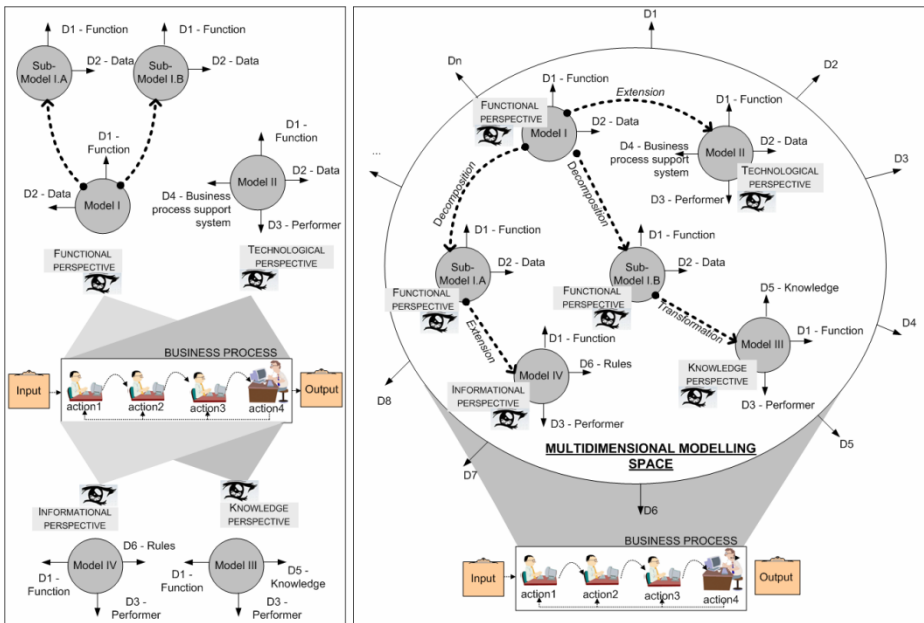 D1 - Function
D1 - Function
Sub-
Model I.A
D2 - Data
Sub-
Model I.B
D2 - Data
D1 -
Function
D1 -
Function
D2 - Data
Model I
Model II
D2 - Data
D4 - Business
process support
system
D3 - Performer
FUNCTIONAL
PERSPECTIVE
TECHNOLOGICAL
PERSPECTIVE
BUSINESS PROCESS
Input
action1
action2
action3
action4
Output
INFORMATIONAL
PERSPECTIVE
KNOWLEDGE
PERSPECTIVE
Model IV
D6 - Rules
D1 -
Function
D3 -
Performer
Model III
D1 -
Function
D5 -
Knowledge
D3 -
Performer
D1
Dn
D2
...
D3
D4
D5
D6
D7
D8
D1 - Function
FUNCTIONAL
PERSPECTIVE
Model I
D2 - Data
Extension
D1 - Function
D4 - Business
process support
system
Model II
D2 - Data
TECHNOLOGICAL
PERSPECTIVE
D3 - Performer
Decomposition
Decomposition
D1 - Function
Sub-
Model I.A
D2 - Data
FUNCTIONAL
PERSPECTIVE
D1 - Function
Sub-
Model I.B
D2 - Data
FUNCTIONAL
PERSPECTIVE
Extension
Transformation
D5 - Knowledge
Model III
D1 - Function
KNOWLEDGE
PERSPECTIVE
D3 - Performer
D1 - Function
Model IV
D6 - Rules
INFORMATIONAL
PERSPECTIVE
D3 - Performer
MULTIDIMENSIONAL MODELLING
SPACE
BUSINESS PROCESS
Input
action1
action2
action3
action4
Output